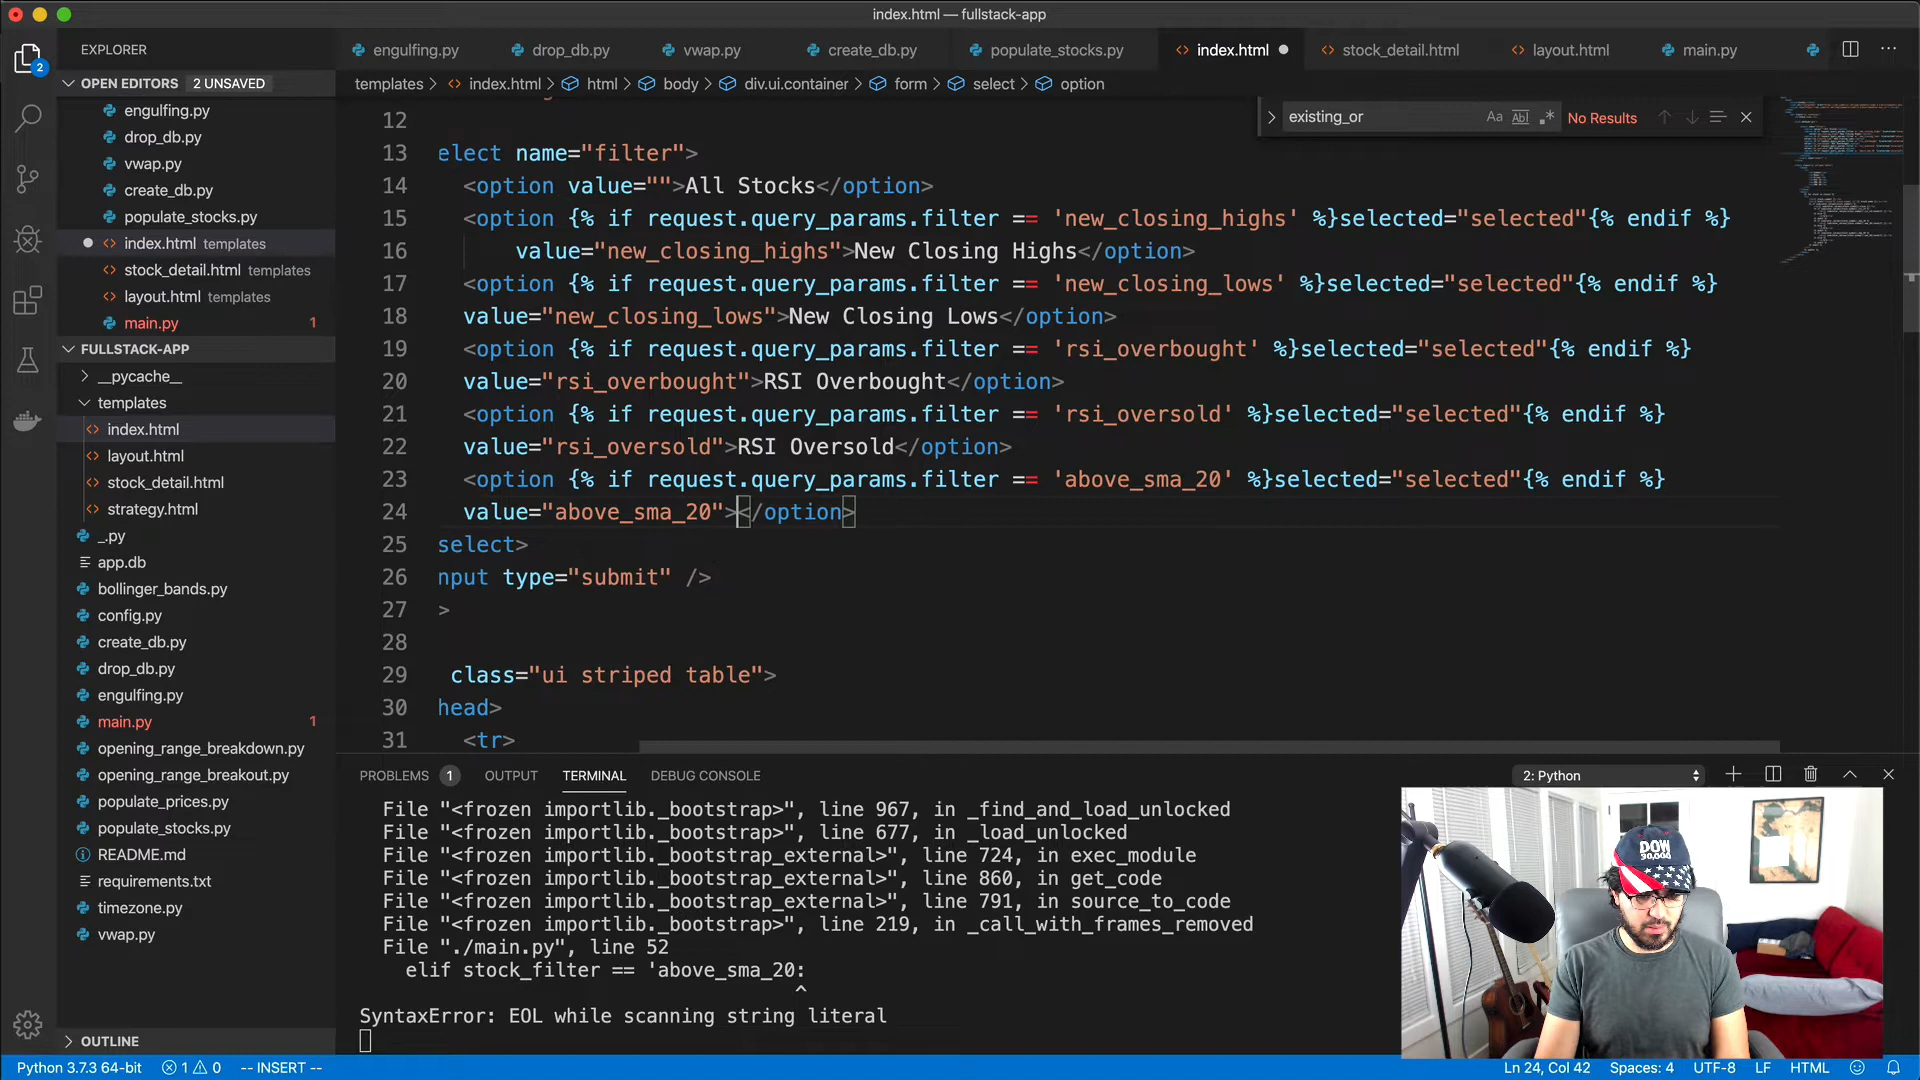 index.html — fullstack-app
EXPLORER
engulfing.py
drop_db.py
vwap.py
create_db.py
populate_stocks.py
index.html
stock_detail.html
layout.html
main.py
OPEN EDITORS
2 UNSAVED
templates
index.html
html
body
div.ui.container
form
select
option
existing_or
Aa
Abl
.*
No Results
engulfing.py
drop_db.py
vwap.py
create_db.py
populate_stocks.py
index.html templates
stock_detail.html templates
layout.html templates
main.py 1
FULLSTACK-APP
__pycache__
templates
index.html
layout.html
stock_detail.html
strategy.html
_.py
app.db
bollinger_bands.py
config.py
create_db.py
drop_db.py
engulfing.py
main.py 1
opening_range_breakdown.py
opening_range_breakout.py
populate_prices.py
populate_stocks.py
README.md
requirements.txt
timezone.py
vwap.py
OUTLINE
2
12
13 elect name="filter">
14 <option value="">All Stocks</option>
15 <option {% if request.query_params.filter == 'new_closing_highs' %}selected="selected"{% endif %}
16 value="new_closing_highs">New Closing Highs</option>
17 <option {% if request.query_params.filter == 'new_closing_lows' %}selected="selected"{% endif %}
18 value="new_closing_lows">New Closing Lows</option>
19 <option {% if request.query_params.filter == 'rsi_overbought' %}selected="selected"{% endif %}
20 value="rsi_overbought">RSI Overbought</option>
21 <option {% if request.query_params.filter == 'rsi_oversold' %}selected="selected"{% endif %}
22 value="rsi_oversold">RSI Oversold</option>
23 <option {% if request.query_params.filter == 'above_sma_20' %}selected="selected"{% endif %}
24 value="above_sma_20"></option>
25 select>
26 nput type="submit" />
27 >
28
29 class="ui striped table">
30 head>
31 <tr>
PROBLEMS 1
OUTPUT
TERMINAL
DEBUG CONSOLE
2: Python
File "<frozen importlib._bootstrap>", line 967, in _find_and_load_unlocked
File "<frozen importlib._bootstrap>", line 677, in _load_unlocked
File "<frozen importlib._bootstrap_external>", line 724, in exec_module
File "<frozen importlib._bootstrap_external>", line 860, in get_code
File "<frozen importlib._bootstrap_external>", line 791, in source_to_code
File "<frozen importlib._bootstrap>", line 219, in _call_with_frames_removed
File "./main.py", line 52
elif stock_filter == 'above_sma_20:
^
SyntaxError: EOL while scanning string literal
DOW
30,000
Python 3.7.3 64-bit
1
0
-- INSERT --
Ln 24, Col 42
Spaces: 4
UTF-8
LF
HTML